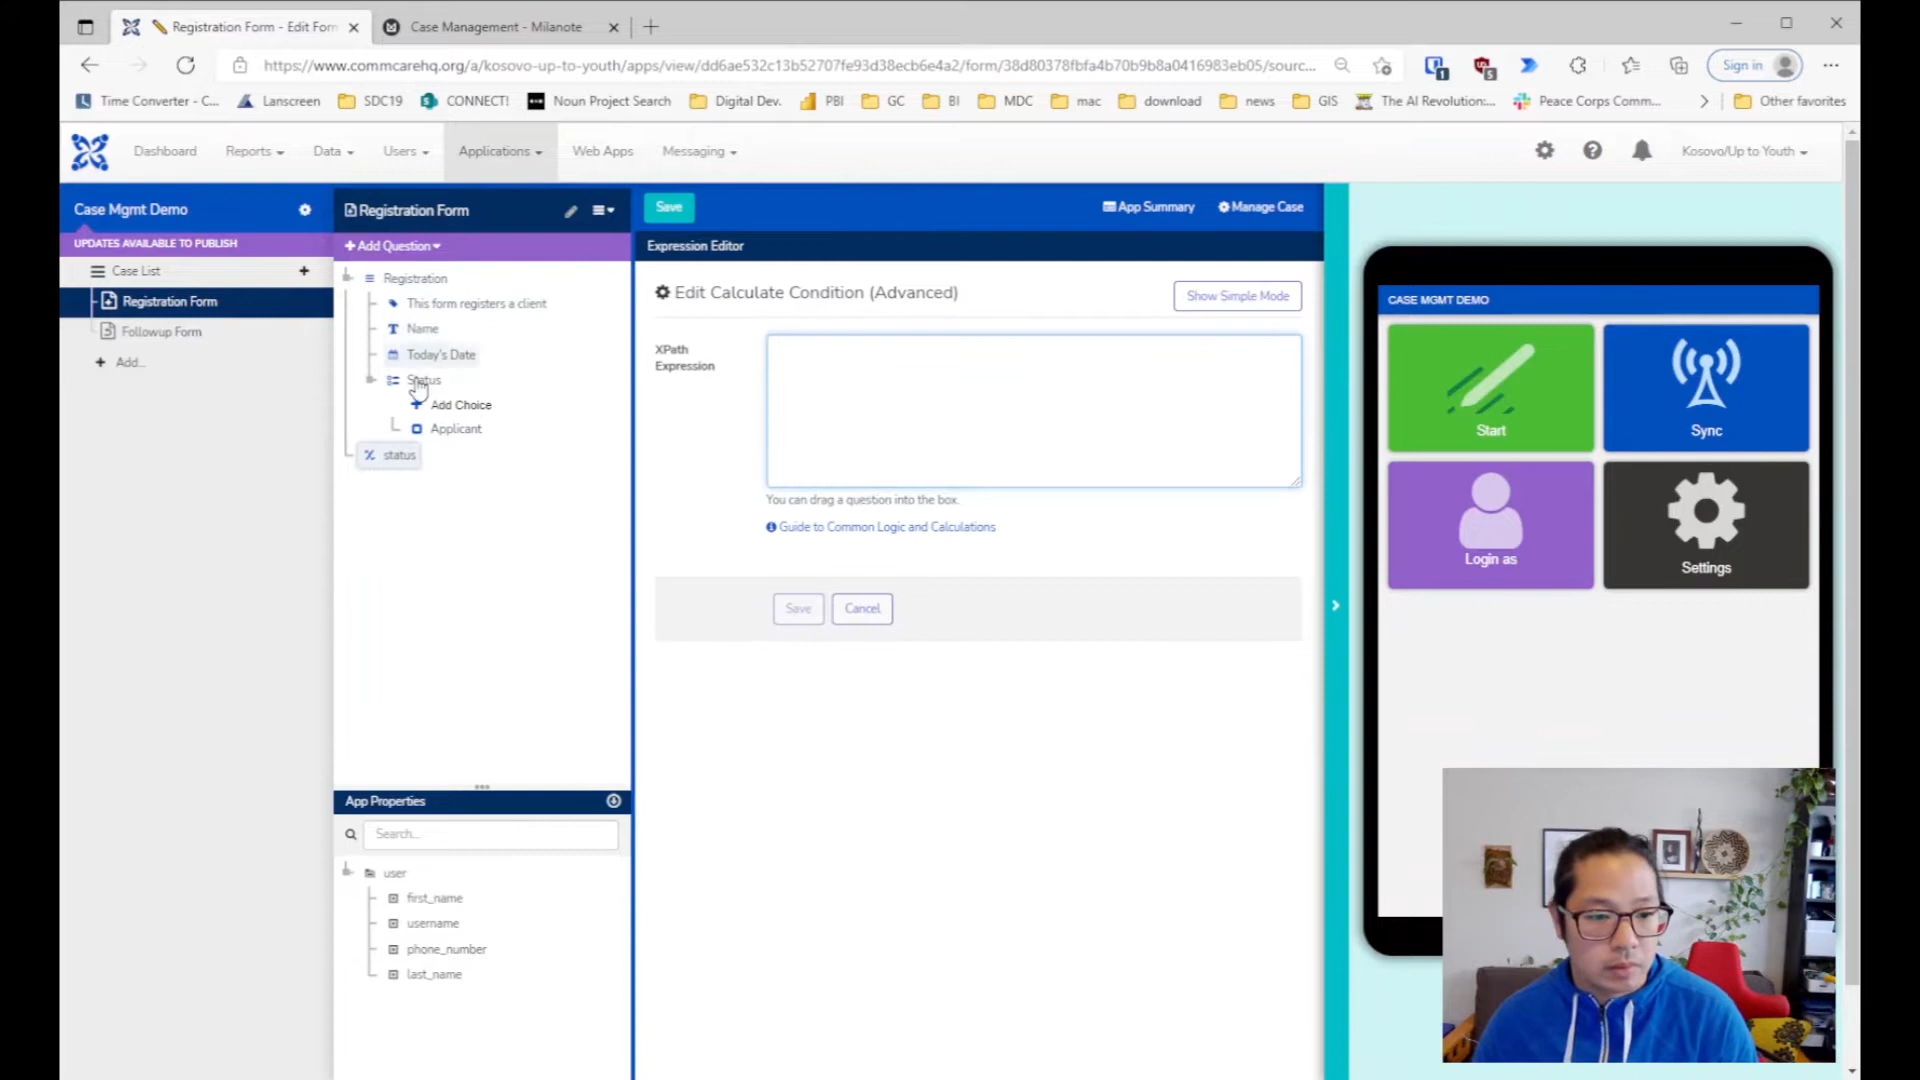 Registration Form - Edit Form
Case Management - Milanote
https://www.commcarehq.org/a/kosovo-up-to-youth/apps/view/dd6ae532c13b52707fe93d38ecb6e4a2/form/38d80378fbfa4b70b9b8a0416983eb05/sourc...
Sign in
Time Converter - C...
Lanscreen
SDC19
CONNECT!
Noun Project Search
Digital Dev.
PBI
GC
BI
MDC
mac
download
news
GIS
The AI Revolution:...
Peace Corps Comm...
Other favorites
Dashboard
Reports
Data
Users
Applications
Web Apps
Messaging
Kosovo/Up to Youth
Case Mgmt Demo
UPDATES AVAILABLE TO PUBLISH
Case List
Registration Form
Followup Form
Add...
Registration Form
Add Question
Registration
This form registers a client
Name
Today's Date
Status
Add Choice
Applicant
status
App Properties
Search...
user
first_name
username
phone_number
last_name
Save
App Summary
Manage Case
Expression Editor
Edit Calculate Condition (Advanced)
Show Simple Mode
XPath
Expression
You can drag a question into the box.
Guide to Common Logic and Calculations
Save
Cancel
CASE MGMT DEMO
Start
Sync
Login as
Settings